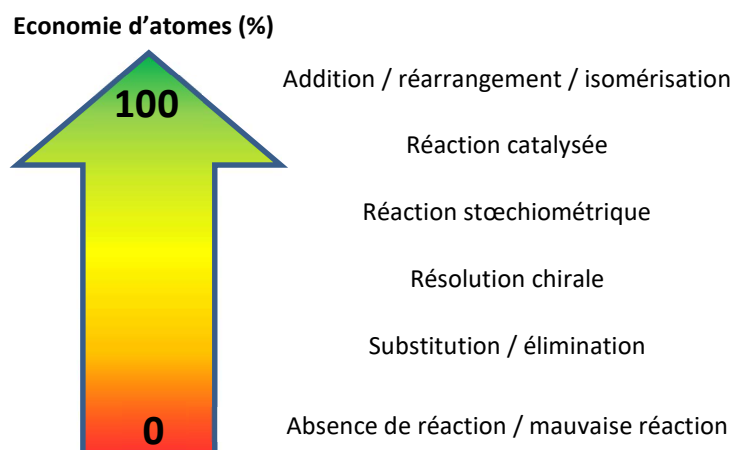 Economie d’atomes (%)
100
Addition / réarrangement / isomérisation
Réaction catalysée
Réaction stœchiométrique
Résolution chirale
Substitution / élimination
0
Absence de réaction / mauvaise réaction